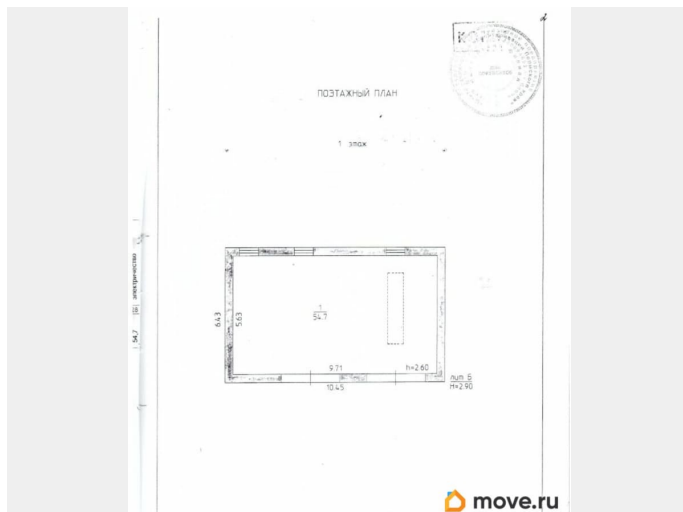 2
ПОЭТАЖНЫЙ ПЛАН
1 этаж
54,7 электричество
6.43
5.63
1
54.7
9.71
h=2.60
10.45
лит Б
H=2.90
move.ru